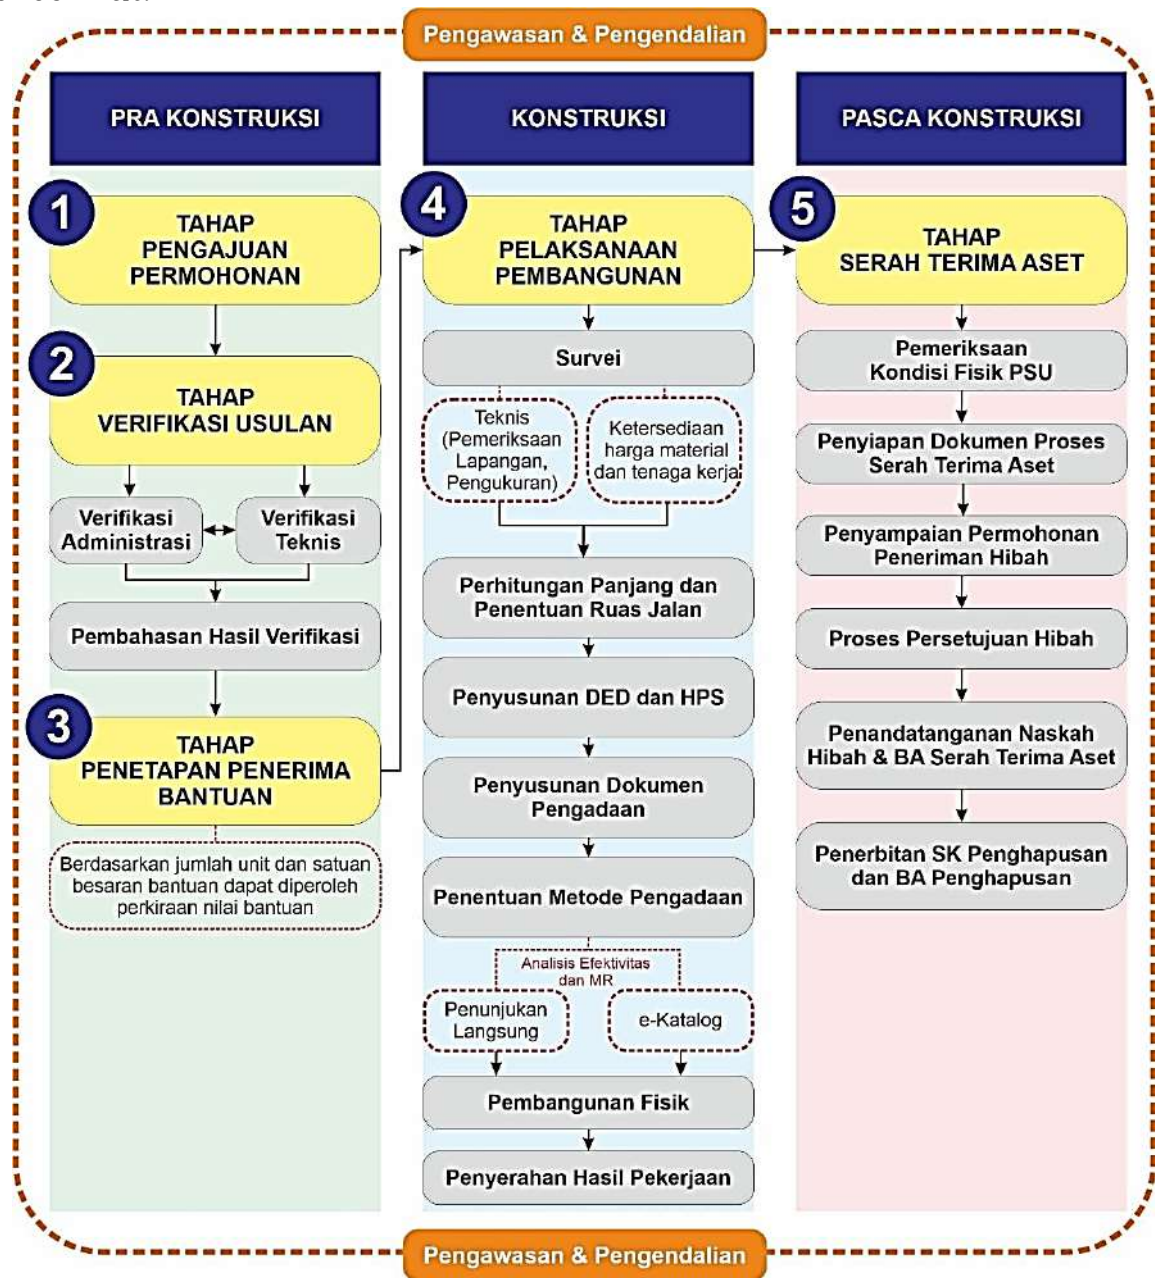 Pengawasan & Pengendalian
PRA KONSTRUKSI
1
TAHAP
PENGAJUAN
PERMOHONAN
2
TAHAP
VERIFIKASI USULAN
Verifikasi
Administrasi
Verifikasi
Teknis
Pembahasan Hasil Verifikasi
3
TAHAP
PENETAPAN PENERIMA
BANTUAN
Berdasarkan jumlah unit dan satuan
besaran bantuan dapat diperoleh
perkiraan nilai bantuan
KONSTRUKSI
4
TAHAP
PELAKSANAAN
PEMBANGUNAN
Survei
Teknis
(Pemeriksaan
Lapangan,
Pengukuran)
Ketersediaan
harga material
dan tenaga kerja
Perhitungan Panjang dan
Penentuan Ruas Jalan
Penyusunan DED dan HPS
Penyusunan Dokumen
Pengadaan
Penentuan Metode Pengadaan
Analisis Efektivitas
dan MR
Penunjukan
Langsung
e-Katalog
Pembangunan Fisik
Penyerahan Hasil Pekerjaan
PASCA KONSTRUKSI
5
TAHAP
SERAH TERIMA ASET
Pemeriksaan
Kondisi Fisik PSU
Penyiapan Dokumen Proses
Serah Terima Aset
Penyampaian Permohonan
Peneriman Hibah
Proses Persetujuan Hibah
Penandatanganan Naskah
Hibah & BA Serah Terima Aset
Penerbitan SK Penghapusan
dan BA Penghapusan
Pengawasan & Pengendalian